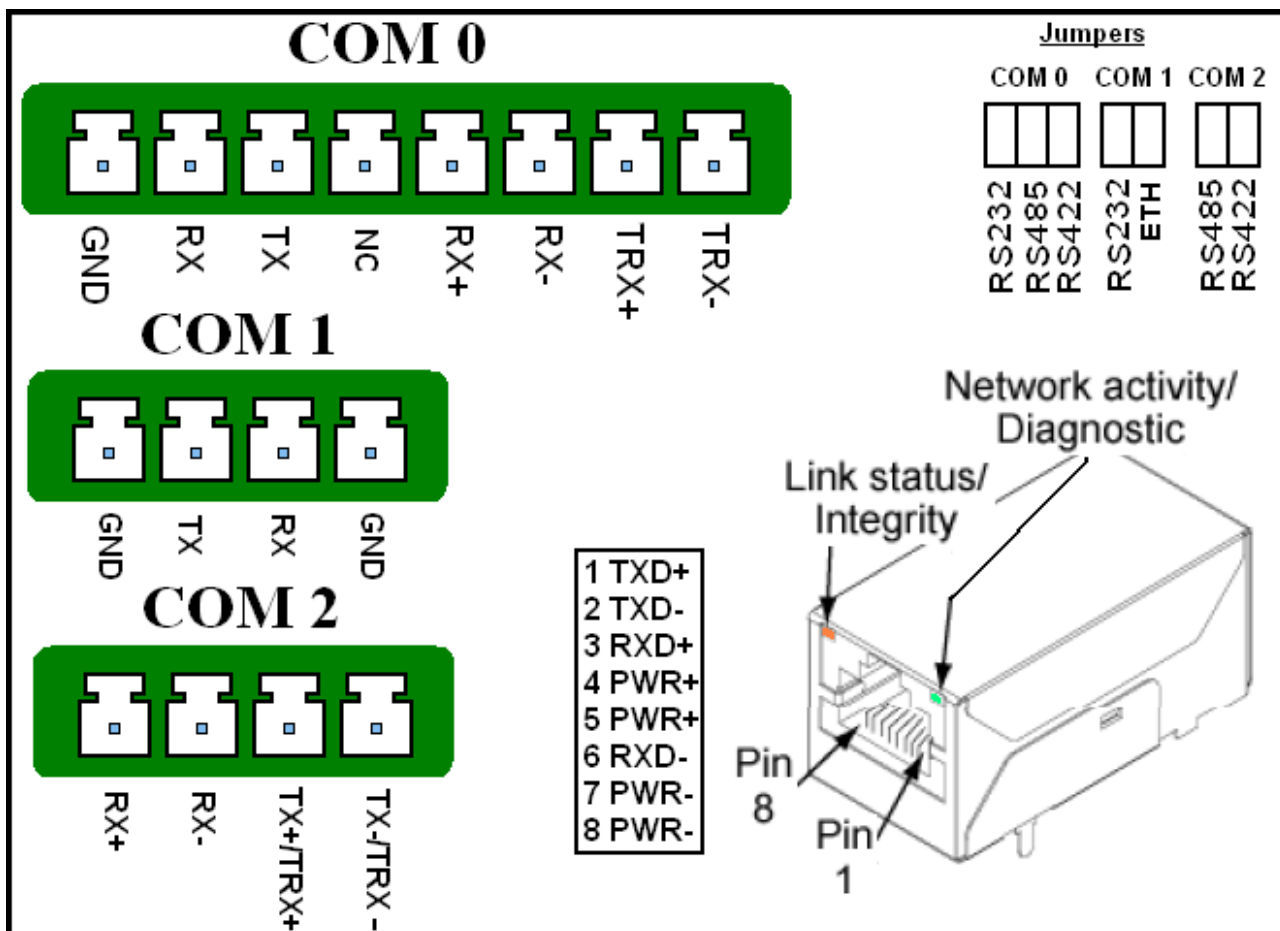 COM 0
GND
RX
TX
NC
RX+
RX-
TRX+
TRX-
Jumpers
COM 0 COM 1 COM 2
RS232
RS485
RS422
RS232
ETH
RS485
RS422
COM 1
GND
TX
RX
GND
COM 2
RX+
RX-
TX+/TRX+
TX-/TRX -
1 TXD+
2 TXD-
3 RXD+
4 PWR+
5 PWR+
6 RXD-
7 PWR-
8 PWR-
Network activity/
Diagnostic
Link status/
Integrity
Pin
8
Pin
1